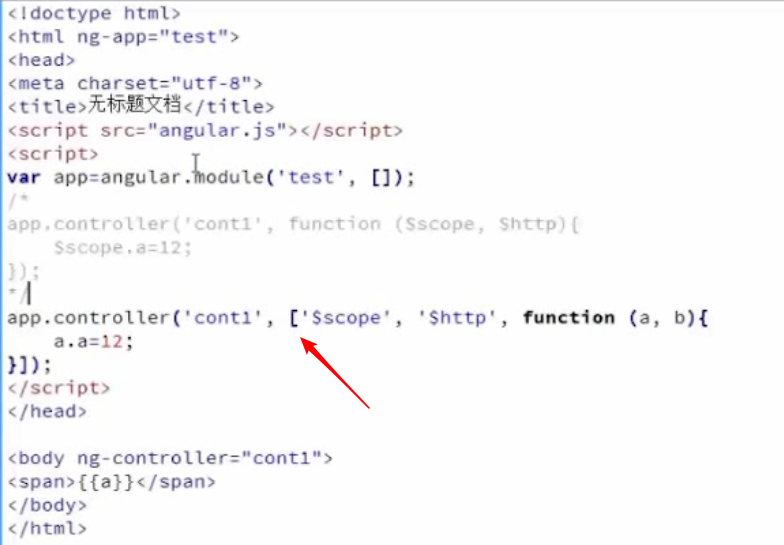 <!doctype html>
<html ng-app="test">
<head>
<meta charset="utf-8">
<title>无标题文档</title>
<script src="angular.js"></script>
<script>
var app=angular.module('test', []);
/*
app.controller('cont1', function ($scope, $http){
    $scope.a=12;
});
*/
app.controller('cont1', ['$scope', '$http', function (a, b){
    a.a=12;
}]);
</script>
</head>
<body ng-controller="cont1">
<span>{{a}}</span>
</body>
</html>